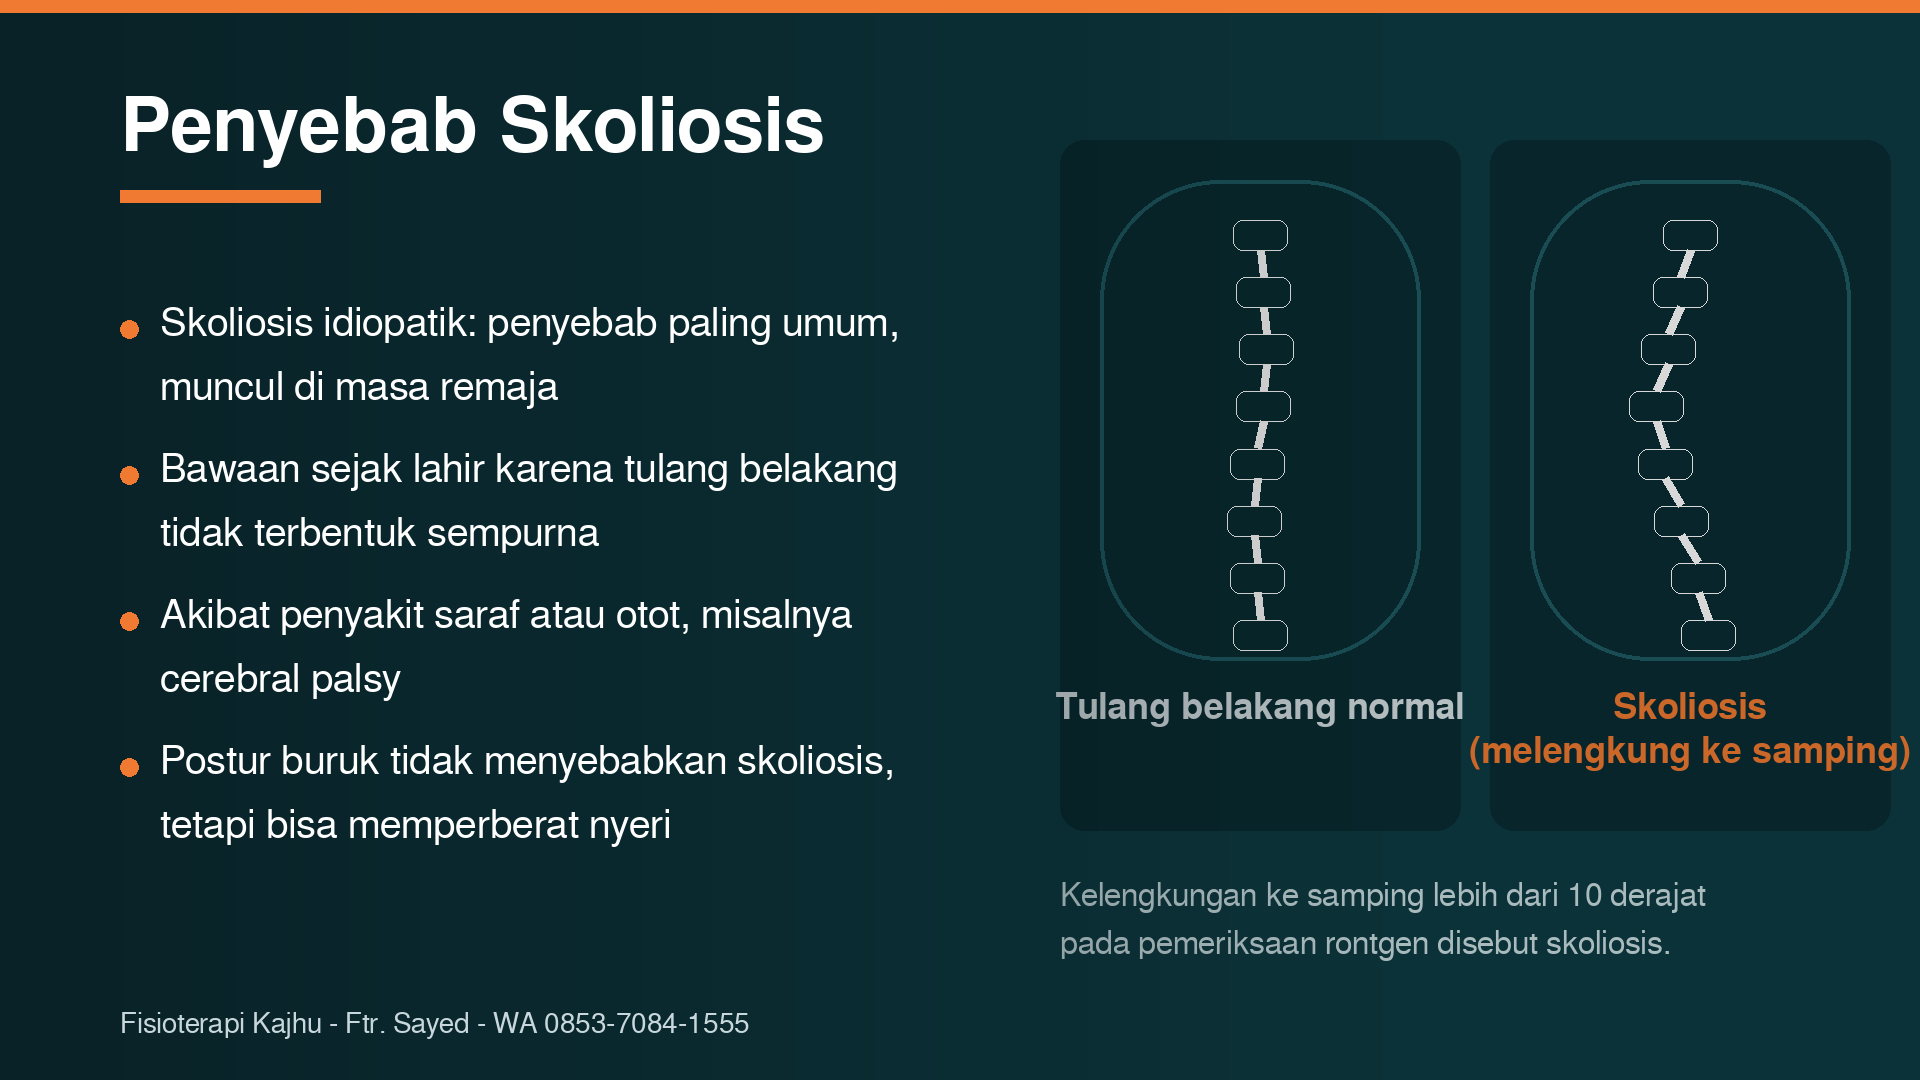 Penyebab Skoliosis
Skoliosis idiopatik: penyebab paling umum,
muncul di masa remaja
Bawaan sejak lahir karena tulang belakang
tidak terbentuk sempurna
Akibat penyakit saraf atau otot, misalnya
cerebral palsy
Postur buruk tidak menyebabkan skoliosis,
tetapi bisa memperberat nyeri
Tulang belakang normal
Skoliosis
(melengkung ke samping)
Kelengkungan ke samping lebih dari 10 derajat
pada pemeriksaan rontgen disebut skoliosis.
Fisioterapi Kajhu - Ftr. Sayed - WA 0853-7084-1555